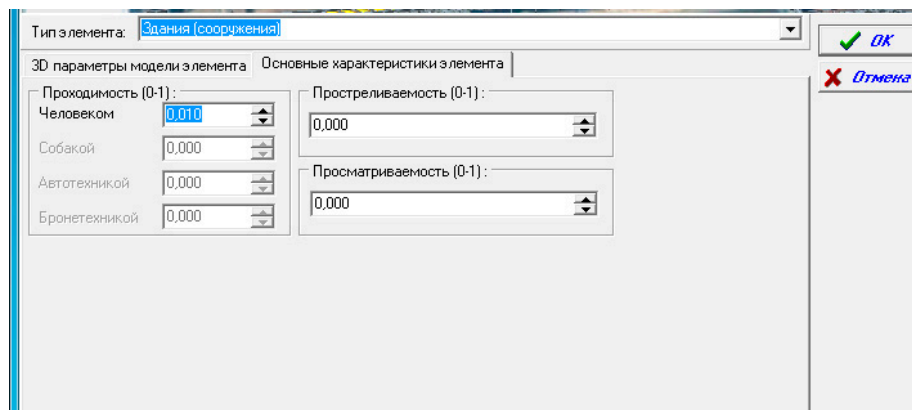 Тип элемента: Здания (сооружения)
OK
Отмена
3D параметры модели элемента Основные характеристики элемента
Проходимость (0-1) :
Человеком 0,010
Собакой 0,000
Автотехникой 0,000
Бронетехникой 0,000
Простреливаемость (0-1) :
0,000
Просматриваемость (0-1) :
0,000